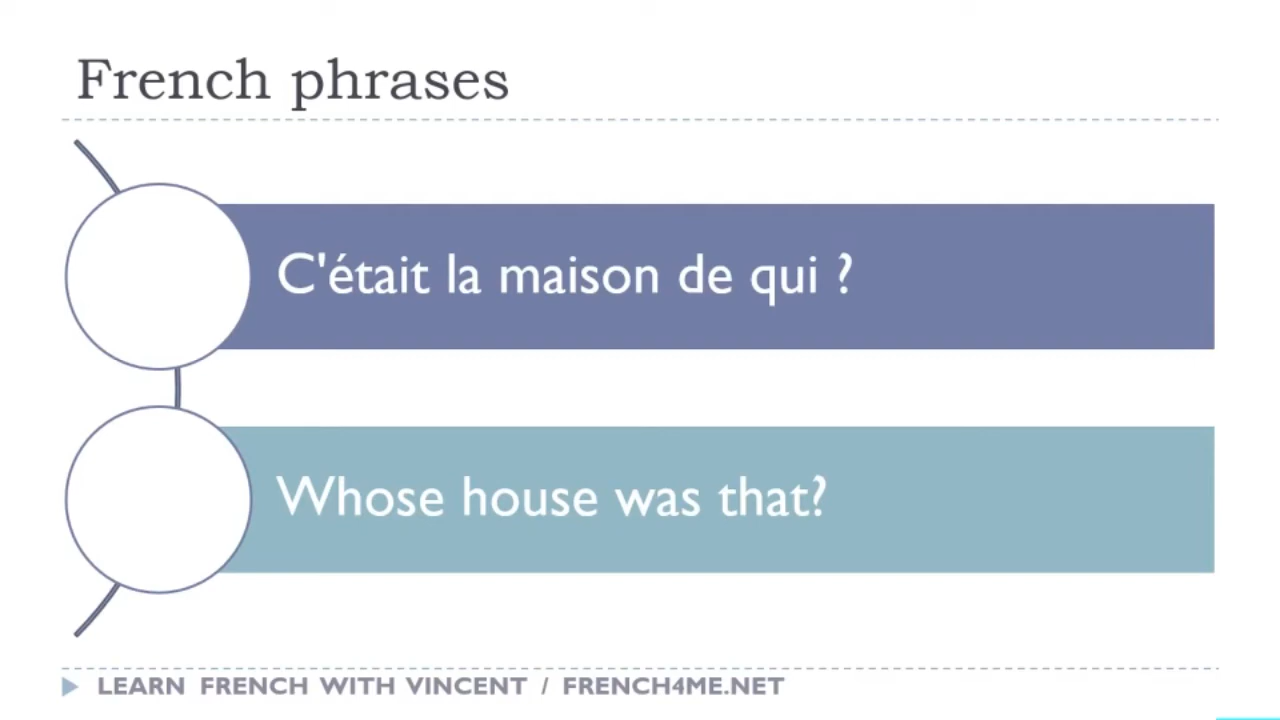 French phrases
C'était la maison de qui ?
Whose house was that?
LEARN FRENCH WITH VINCENT / FRENCH4ME.NET